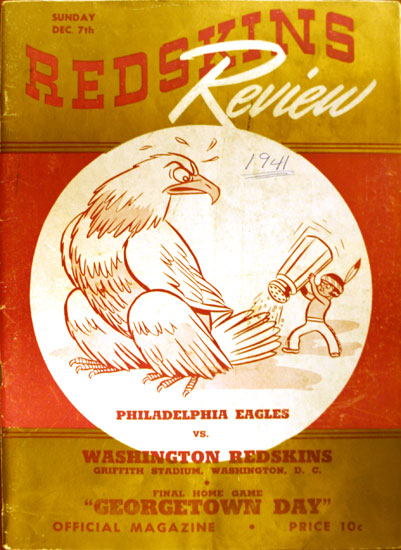 SUNDAY
DEC. 7th
REDSKINS
Review
1941
PHILADELPHIA EAGLES
VS.
WASHINGTON REDSKINS
GRIFFITH STADIUM, WASHINGTON, D. C.
•
FINAL HOME GAME
"GEORGETOWN DAY"
OFFICIAL MAGAZINE • PRICE 10c